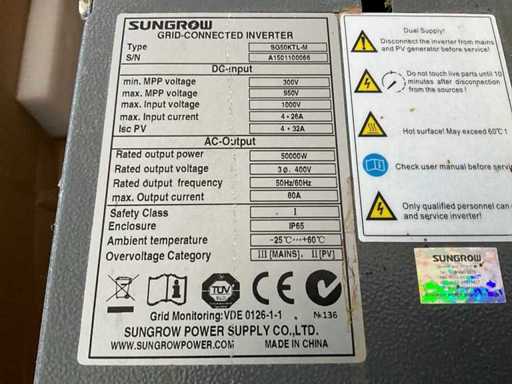 SUNGROW
GRID-CONNECTED INVERTER
Type SG50KTL-M
S/N A1501100066
DC-Input
min. MPP voltage 300V
max. MPP voltage 950V
max. Input voltage 1000V
max. Input current 4*26A
Isc PV 4*32A
AC-Output
Rated output power 50000W
Rated output voltage 3Ø, 400V
Rated output frequency 50Hz/60Hz
max. Output current 80A
Safety Class I
Enclosure IP65
Ambient temperature -25℃···+60℃
Overvoltage Category III [MAINS], II [PV]
TUV
CE
N136
Grid Monitoring: VDE 0126-1-1
SUNGROW POWER SUPPLY CO.,LTD.
WWW.SUNGROWPOWER.COM MADE IN CHINA
Dual Supply!
Disconnect the inverter from mains
and PV generator before service!
Do not touch live parts until 10
minutes after disconnection
from the sources !
Hot surface! May exceed 60℃ !
Check user manual before servic
Only qualified personnel can
and service inverter!
SUNGROW